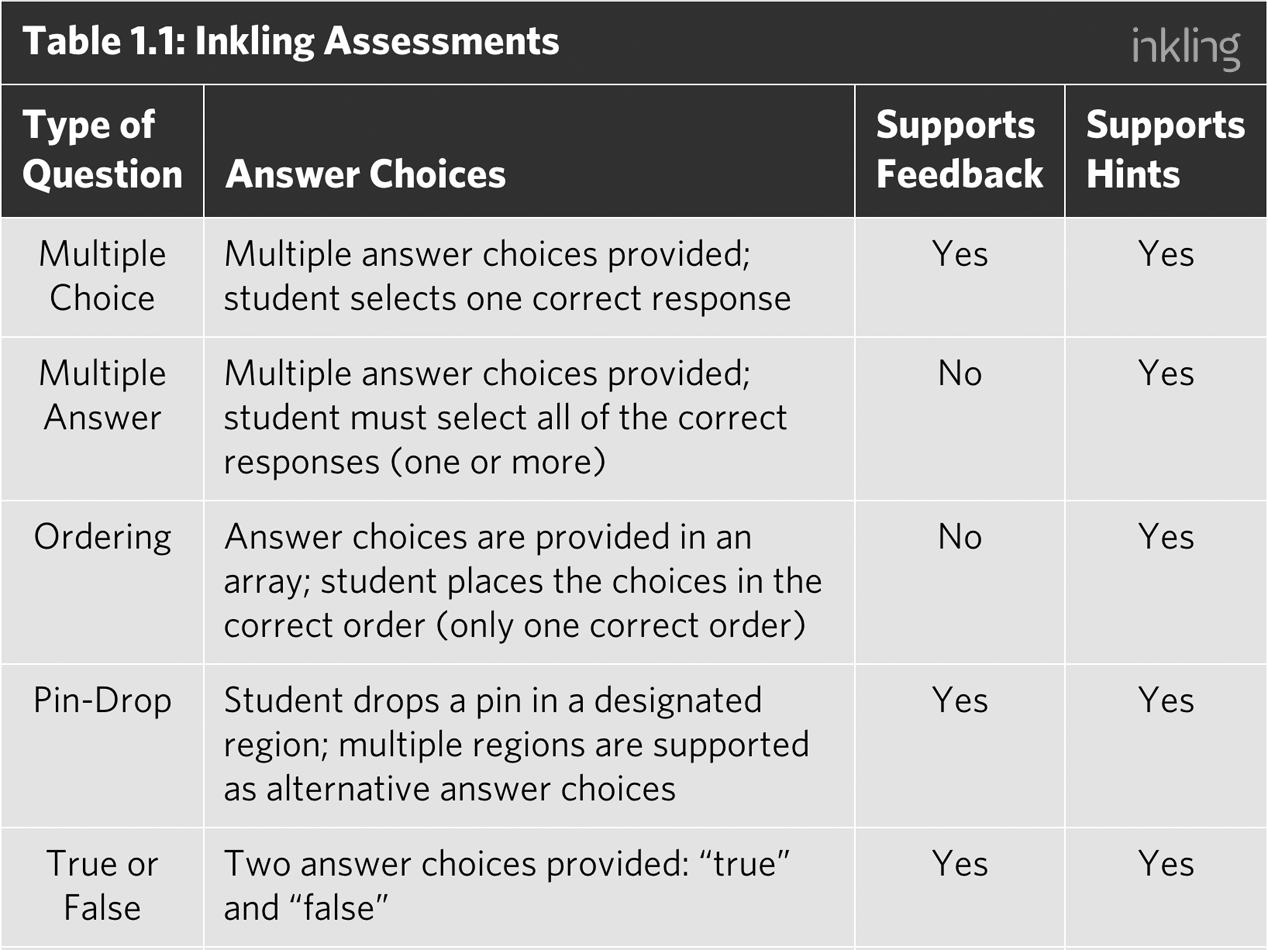 Table 1.1: Inkling Assessments
inkling
Type of
Question
Answer Choices
Supports
Feedback
Supports
Hints
Multiple
Choice
Multiple answer choices provided;
student selects one correct response
Yes
Yes
Multiple
Answer
Multiple answer choices provided;
student must select all of the correct
responses (one or more)
No
Yes
Ordering
Answer choices are provided in an
array; student places the choices in the
correct order (only one correct order)
No
Yes
Pin-Drop
Student drops a pin in a designated
region; multiple regions are supported
as alternative answer choices
Yes
Yes
True or
False
Two answer choices provided: “true”
and “false”
Yes
Yes